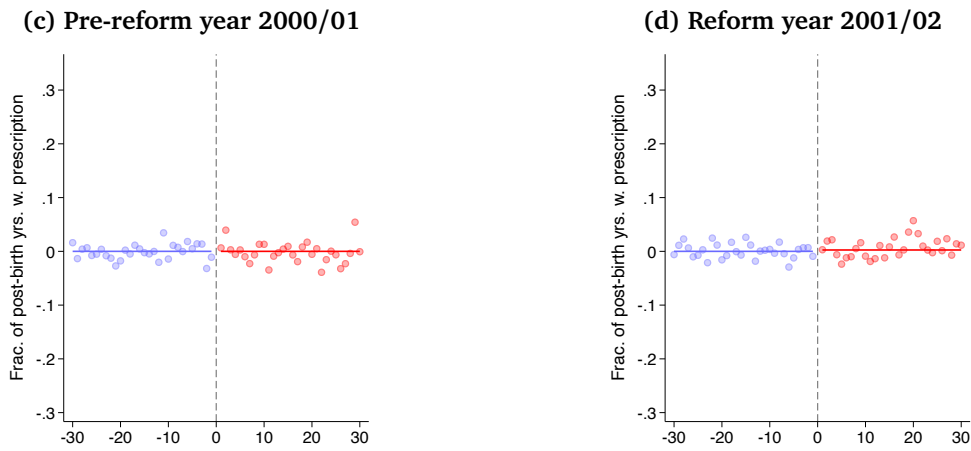 (c) Pre-reform year 2000/01
Frac. of post-birth yrs. w. prescription
.3
.2
.1
0
-.1
-.2
-.3
-30 -20 -10 0 10 20 30
(d) Reform year 2001/02
Frac. of post-birth yrs. w. prescription
.3
.2
.1
0
-.1
-.2
-.3
-30 -20 -10 0 10 20 30